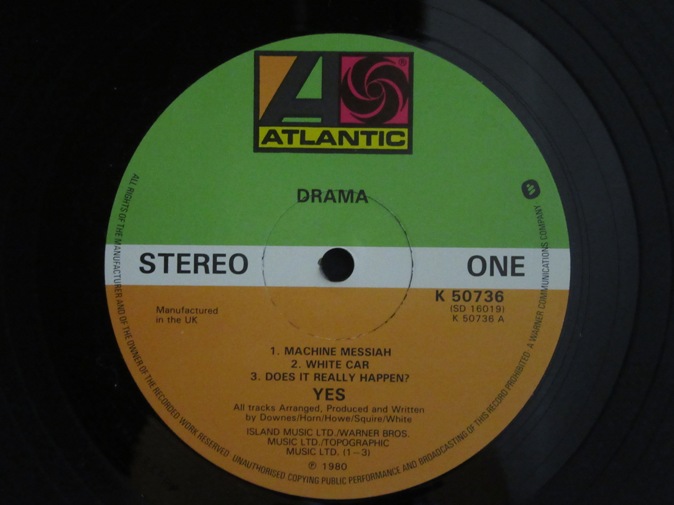 ATLANTIC
DRAMA
STEREO
ONE
K 50736
(SD 16019)
K 50736 A
Manufactured
in the UK
1. MACHINE MESSIAH
2. WHITE CAR
3. DOES IT REALLY HAPPEN?
YES
All tracks Arranged, Produced and Written
by Downes/Horn/Howe/Squire/White
ISLAND MUSIC LTD./WARNER BROS.
MUSIC LTD./TOPOGRAPHIC
MUSIC LTD. (1–3)
℗ 1980
ALL RIGHTS OF THE MANUFACTURER AND OF THE OWNER OF THE RECORDED WORK RESERVED UNAUTHORISED COPYING PUBLIC PERFORMANCE AND BROADCASTING OF THIS RECORD PROHIBITED · A WARNER COMMUNICATIONS COMPANY ·